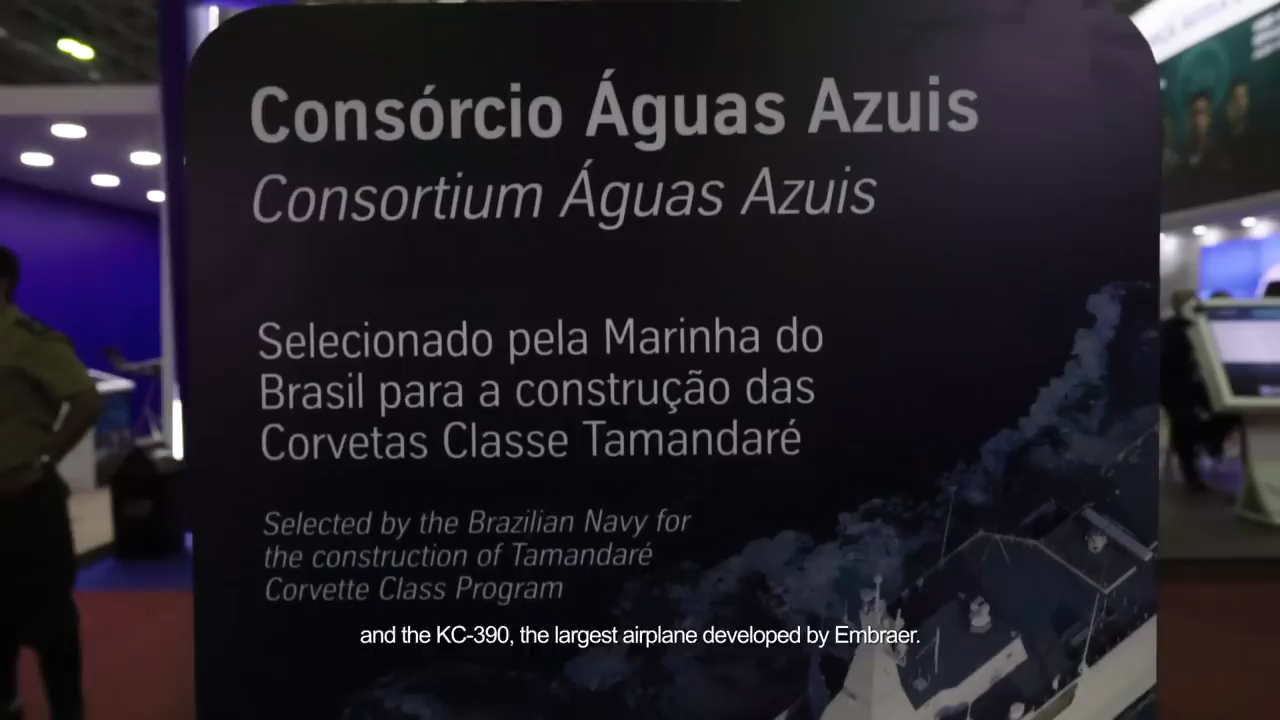 Consórcio Águas Azuis
Consortium Águas Azuis
Selecionado pela Marinha do
Brasil para a construção das
Corvetas Classe Tamandaré
Selected by the Brazilian Navy for
the construction of Tamandaré
Corvette Class Program
and the KC-390, the largest airplane developed by Embraer.